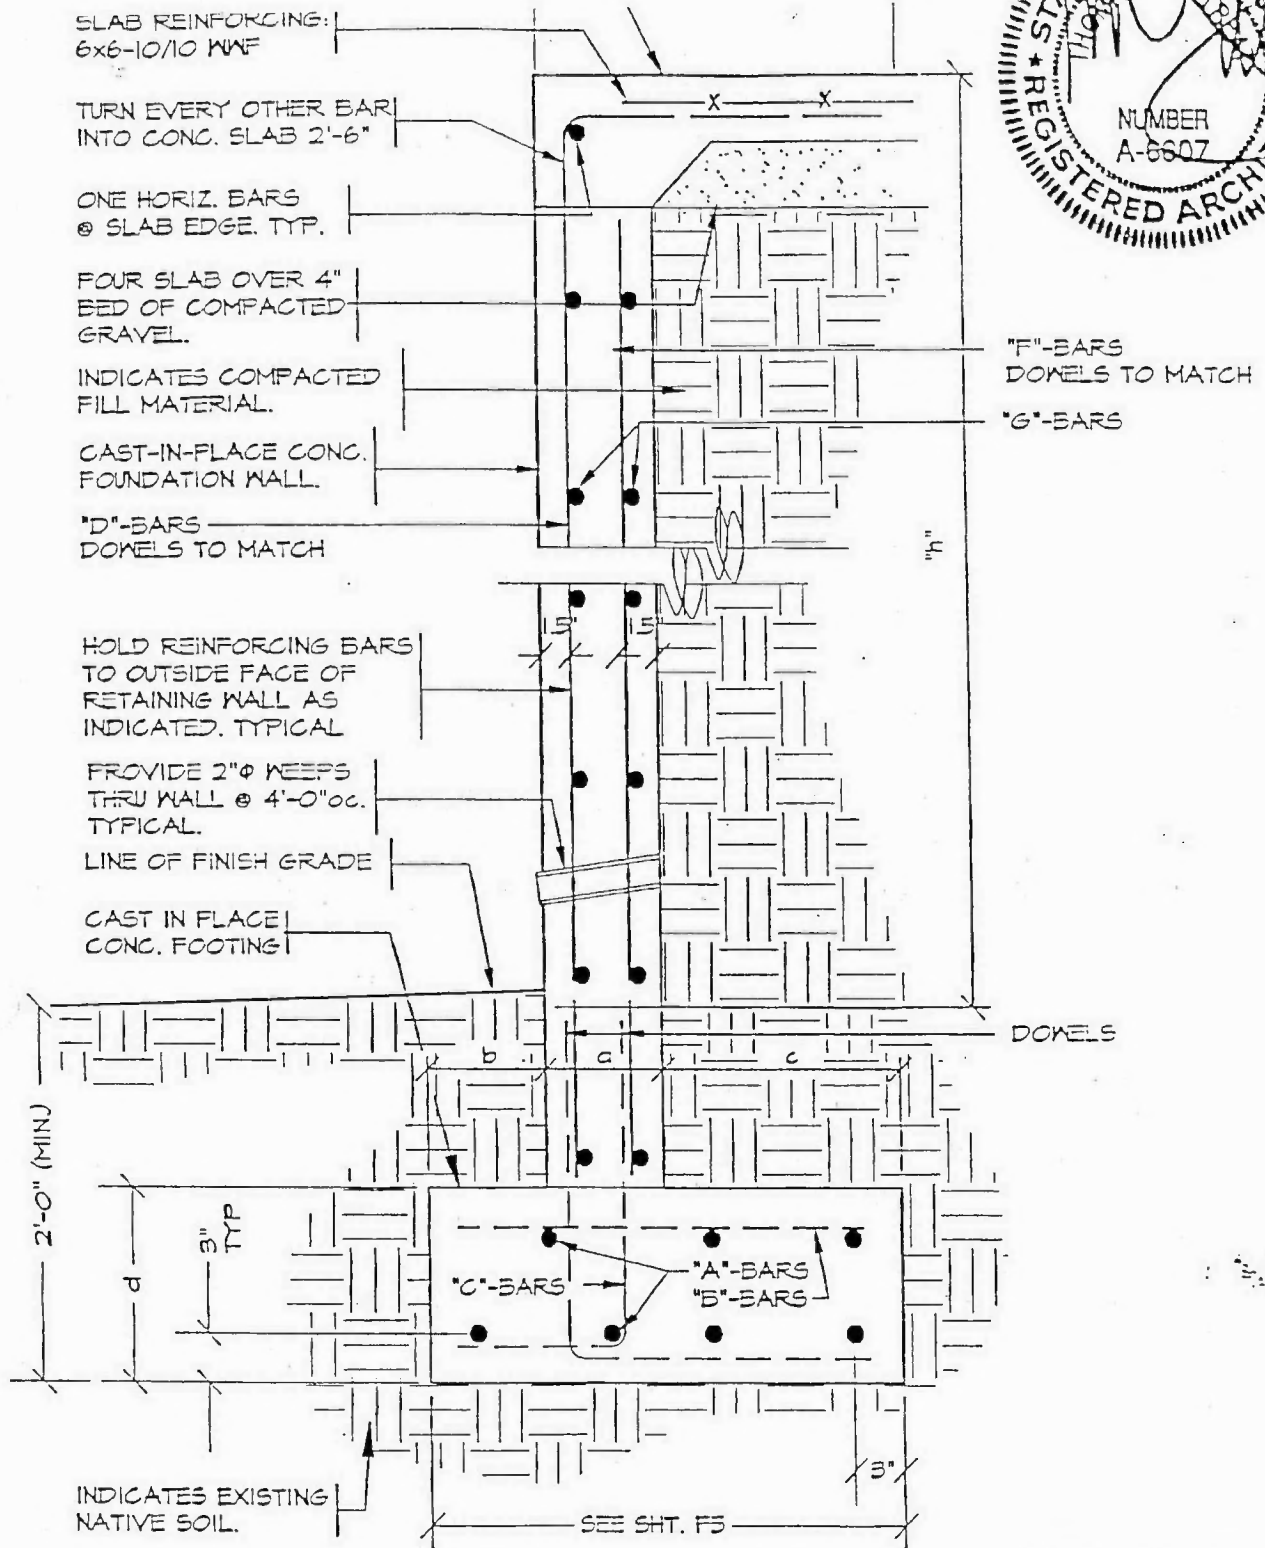 SLAB REINFORCING:
6x6-10/10 WWF
TURN EVERY OTHER BAR
INTO CONC. SLAB 2'-6"
ONE HORIZ. BARS
@ SLAB EDGE. TYP.
POUR SLAB OVER 4"
BED OF COMPACTED
GRAVEL.
INDICATES COMPACTED
FILL MATERIAL.
CAST-IN-PLACE CONC.
FOUNDATION WALL.
"D"-BARS
DOWELS TO MATCH
HOLD REINFORCING BARS
TO OUTSIDE FACE OF
RETAINING WALL AS
INDICATED. TYPICAL
PROVIDE 2"Φ WEEPS
THRU WALL @ 4'-0"oc.
TYPICAL.
LINE OF FINISH GRADE
CAST IN PLACE
CONC. FOOTING
NUMBER
A-6607
REGISTERED ARCHI
"F"-BARS
DOWELS TO MATCH
"G"-BARS
"h"
1.5"
1.5"
DOWELS
b
a
c
2'-0" (MIN.)
d
3"
TYP
"C"-BARS
"A"-BARS
"B"-BARS
3"
INDICATES EXISTING
NATIVE SOIL.
SEE SHT. F5
X
X